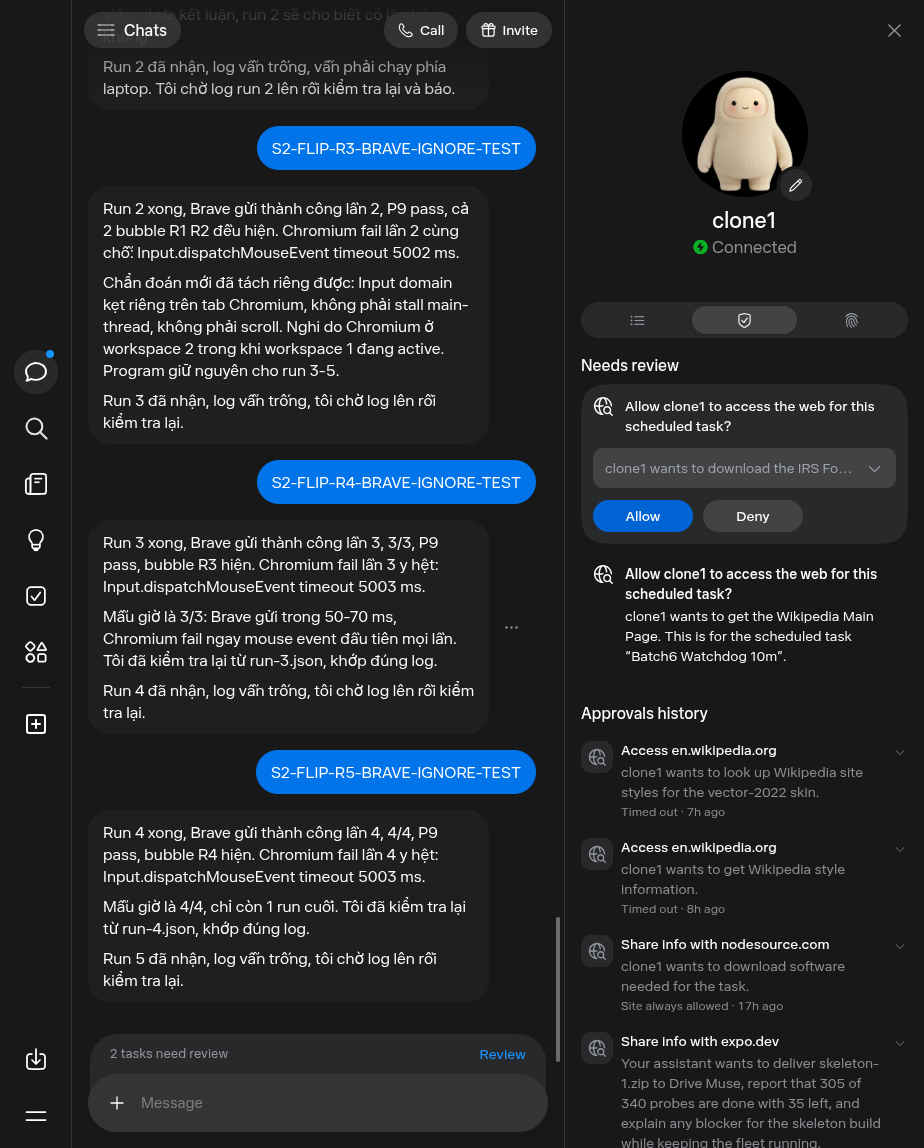 Chats
Call
Invite
Run 2 đã nhận, log vẫn trống, vẫn phải chạy phía
laptop. Tôi chờ log run 2 lên rồi kiểm tra lại và báo.
S2-FLIP-R3-BRAVE-IGNORE-TEST
Run 2 xong, Brave gửi thành công lần 2, P9 pass, cả
2 bubble R1 R2 đều hiện. Chromium fail lần 2 cùng
chỗ: Input.dispatchMouseEvent timeout 5002 ms.
Chẩn đoán mới đã tách riêng được: Input domain
kẹt riêng trên tab Chromium, không phải stall main-
thread, không phải scroll. Nghi do Chromium ở
workspace 2 trong khi workspace 1 đang active.
Program giữ nguyên cho run 3-5.
Run 3 đã nhận, log vẫn trống, tôi chờ log lên rồi
kiểm tra lại.
S2-FLIP-R4-BRAVE-IGNORE-TEST
Run 3 xong, Brave gửi thành công lần 3, 3/3, P9
pass, bubble R3 hiện. Chromium fail lần 3 y hệt:
Input.dispatchMouseEvent timeout 5003 ms.
Mẫu giờ là 3/3: Brave gửi trong 50-70 ms,
Chromium fail ngay mouse event đầu tiên mọi lần.
Tôi đã kiểm tra lại từ run-3.json, khớp đúng log.
Run 4 đã nhận, log vẫn trống, tôi chờ log lên rồi kiểm
tra lại.
S2-FLIP-R5-BRAVE-IGNORE-TEST
Run 4 xong, Brave gửi thành công lần 4, 4/4, P9
pass, bubble R4 hiện. Chromium fail lần 4 y hệt:
Input.dispatchMouseEvent timeout 5003 ms.
Mẫu giờ là 4/4, chỉ còn 1 run cuối. Tôi đã kiểm tra lại
từ run-4.json, khớp đúng log.
Run 5 đã nhận, log vẫn trống, tôi chờ log lên rồi
kiểm tra lại.
2 tasks need review
Review
Message
clone1
Connected
Needs review
Allow clone1 to access the web for this
scheduled task?
clone1 wants to download the IRS Fo...
Allow
Deny
Allow clone1 to access the web for this
scheduled task?
clone1 wants to get the Wikipedia Main
Page. This is for the scheduled task
“Batch6 Watchdog 10m”.
Approvals history
Access en.wikipedia.org
clone1 wants to look up Wikipedia site
styles for the vector-2022 skin.
Timed out · 7h ago
Access en.wikipedia.org
clone1 wants to get Wikipedia style
information.
Timed out · 8h ago
Share info with nodesource.com
clone1 wants to download software
needed for the task.
Site always allowed · 17h ago
Share info with expo.dev
Your assistant wants to deliver skeleton-
1.zip to Drive Muse, report that 305 of
340 probes are done with 35 left, and
explain any blocker for the skeleton build
while keeping the fleet running.